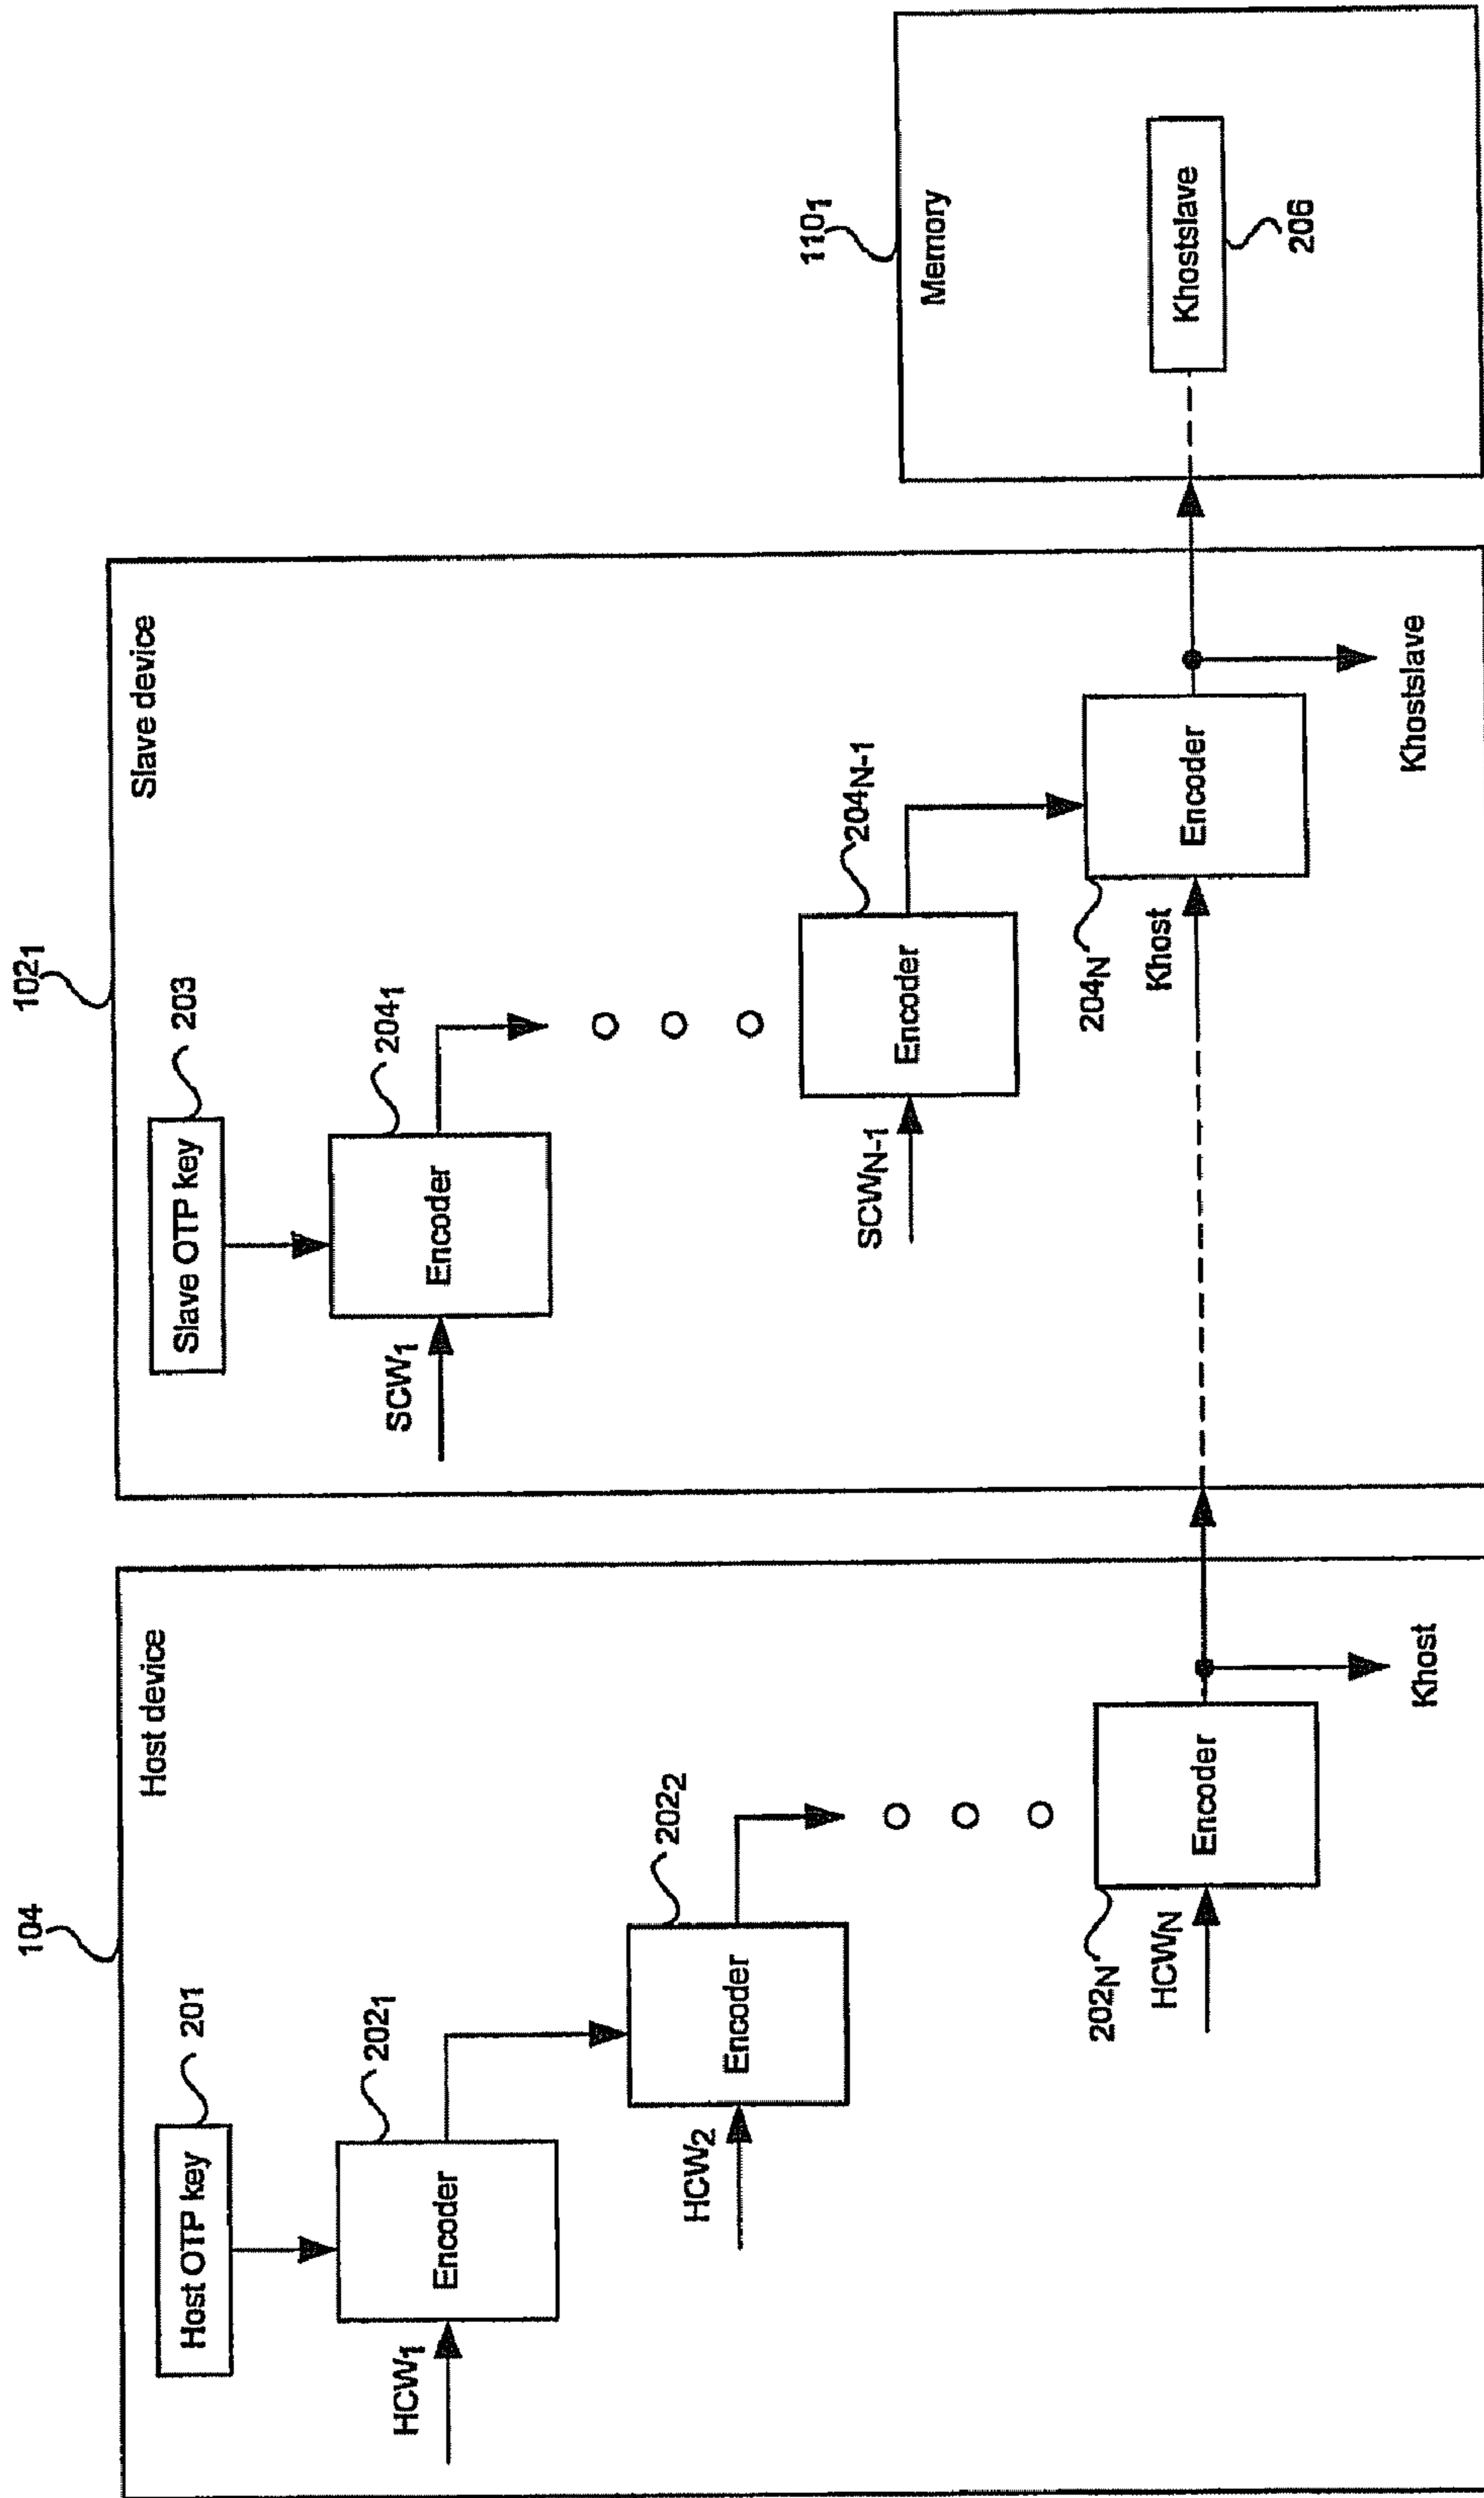 104
Host device
Host OTP key
201
HCW1
Encoder
2021
HCW2
Encoder
2022
HCWN
Encoder
202N
Khost
1021
Slave device
Slave OTP key
203
SCW1
Encoder
2041
SCWN-1
Encoder
204N-1
Khost
Encoder
204N
Khostslave
1101
Memory
Khostslave
206